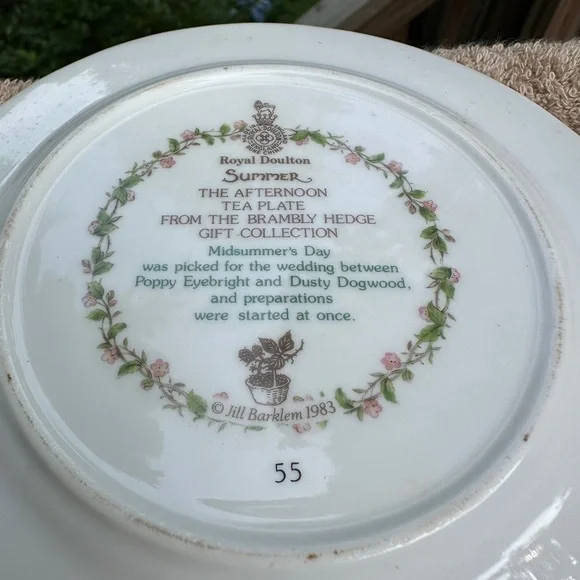 Royal Doulton
Summer
THE AFTERNOON
TEA PLATE
FROM THE BRAMBLY HEDGE
GIFT COLLECTION
Midsummer's Day
was picked for the wedding between
Poppy Eyebright and Dusty Dogwood,
and preparations
were started at once.
© Jill Barklem 1983
55